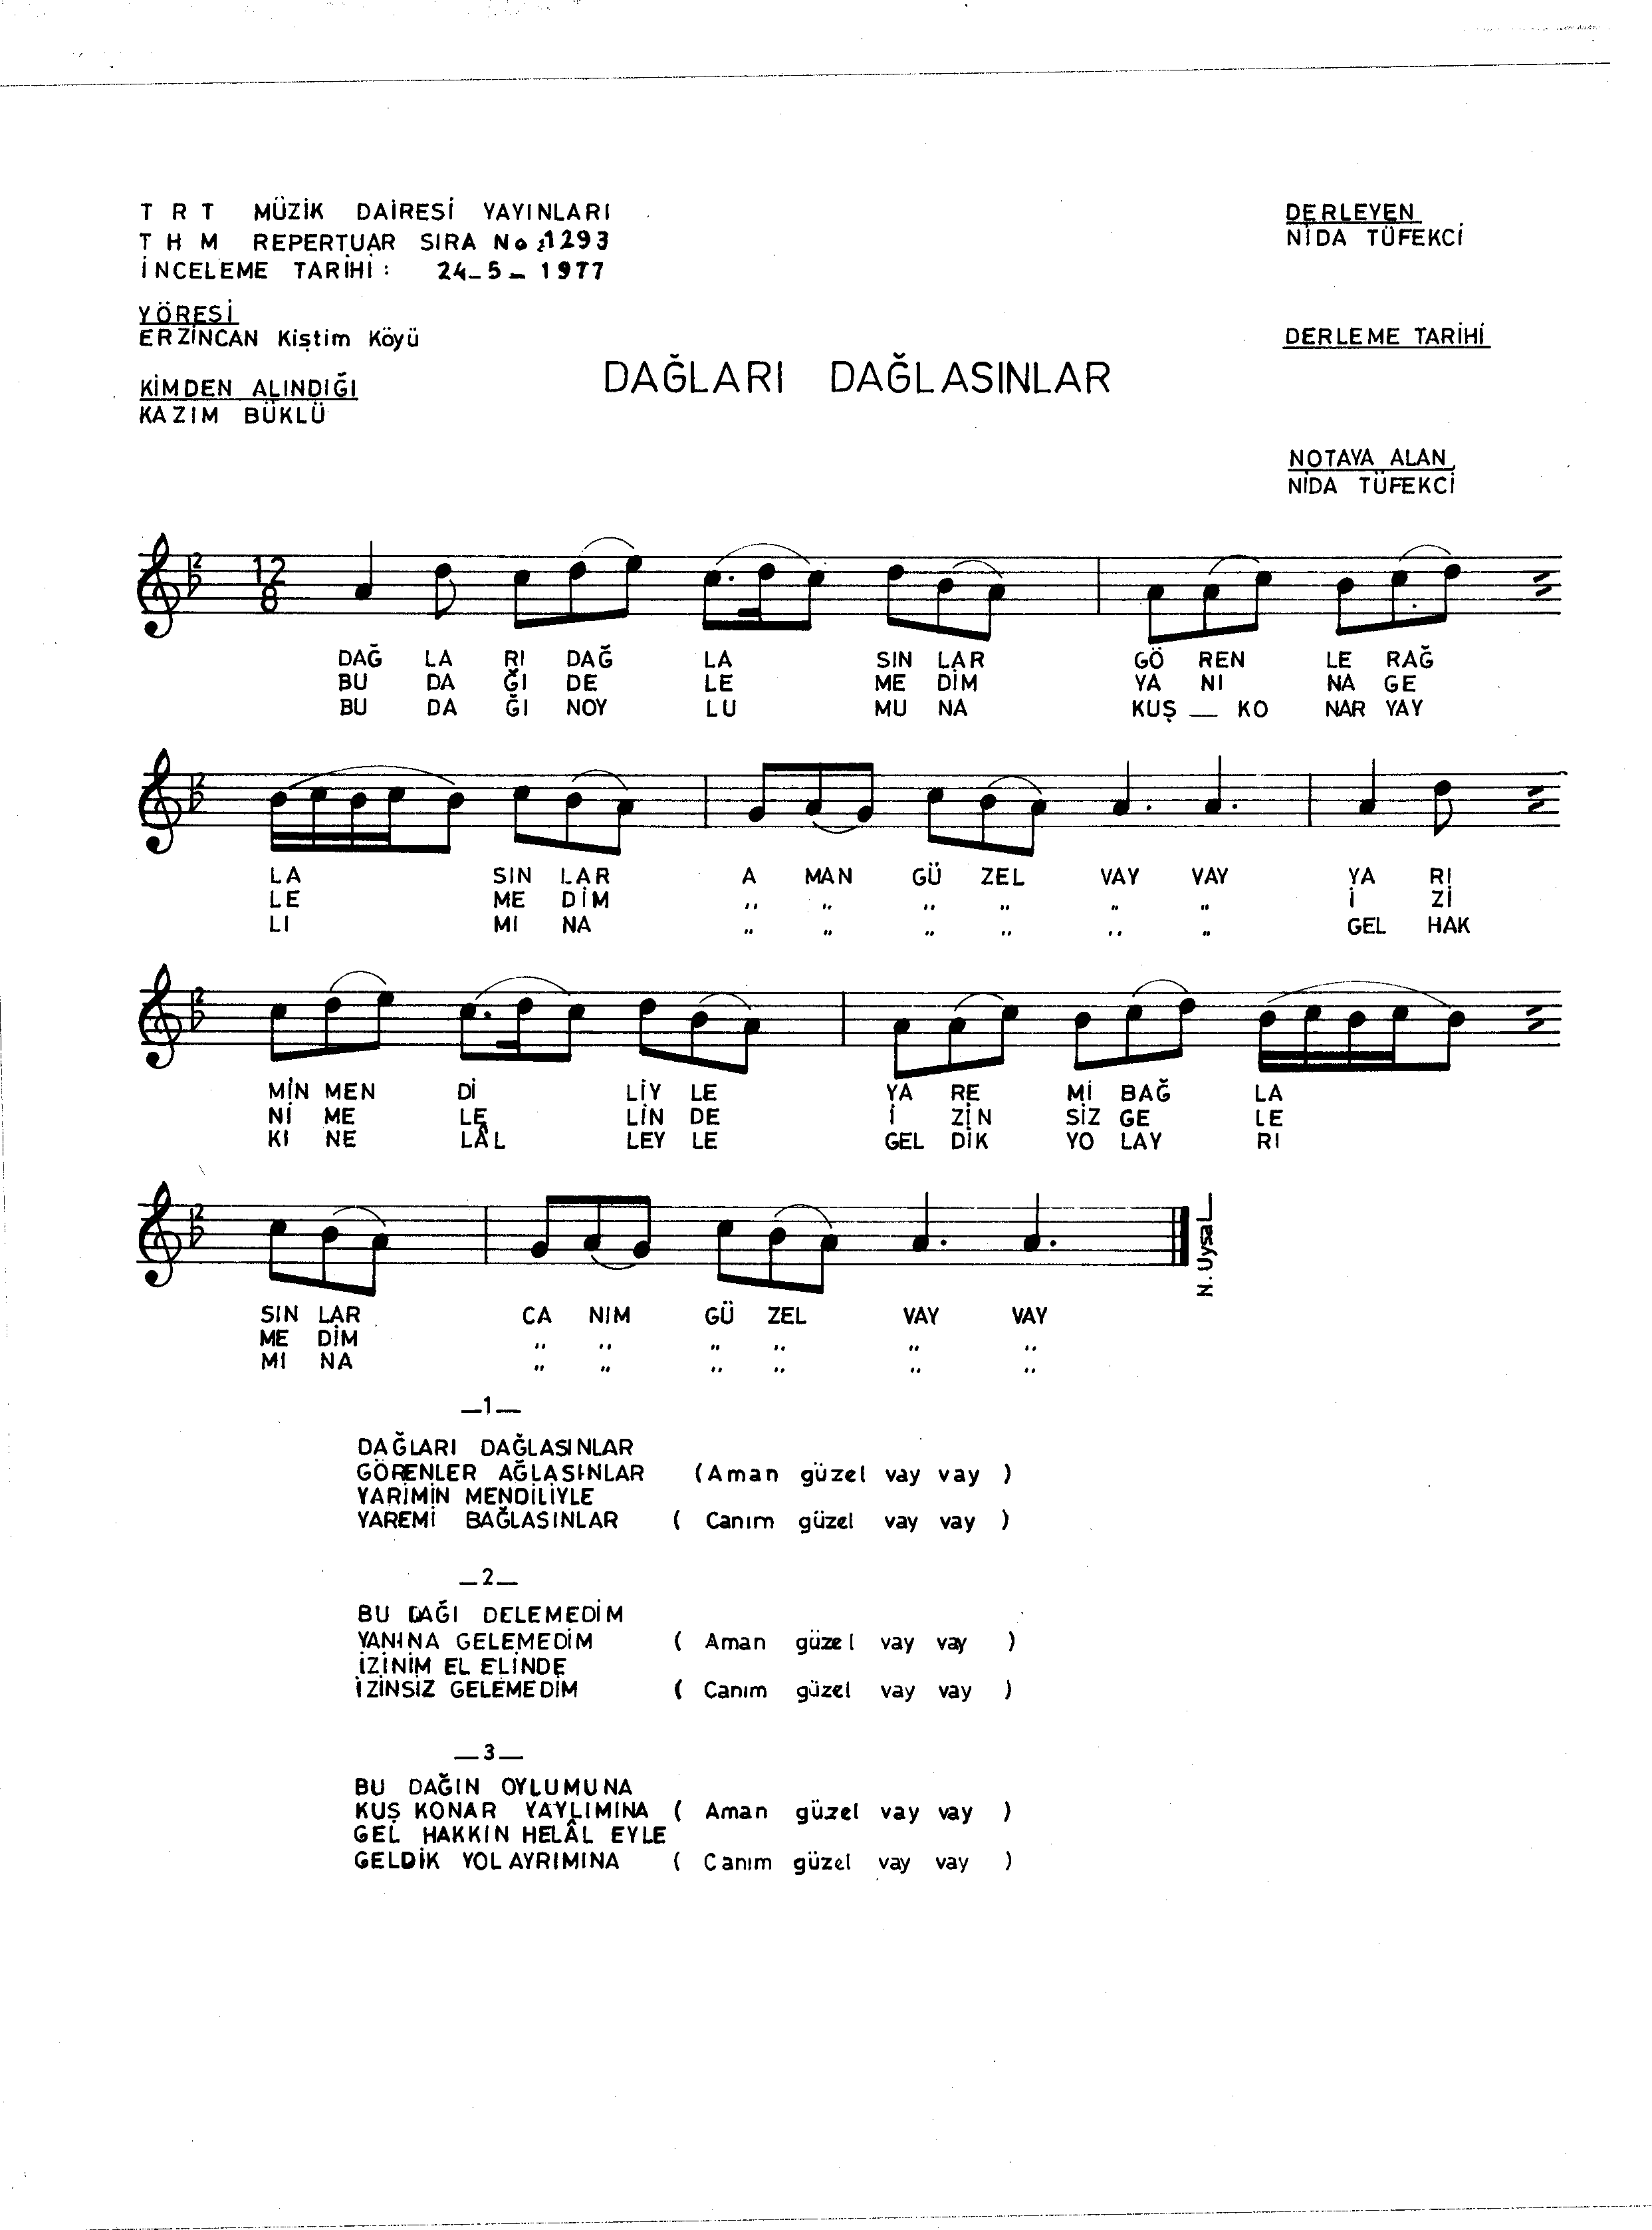 T R T MÜZİK DAİRESİ YAYINLARI
T H M REPERTUAR SIRA No: 1293
İNCELEME TARİHİ: 24-5-1977
DERLEYEN
NİDA TÜFEKCİ
YÖRESİ
ERZİNCAN Kiştim Köyü
DERLEME TARİHİ
KİMDEN ALINDIĞI
KAZIM BÜKLÜ
DAĞLARI DAĞLASINLAR
NOTAYA ALAN
NİDA TÜFEKCİ
12
8
DAĞ LA RI DAĞ LA SIN LAR GÖ REN LE RAĞ
BU DA ĞI DE LE ME DİM YA NI NA GE
BU DA ĞI NOY LU MU NA KUŞ — KO NAR YAY
LA SIN LAR A MAN GÜ ZEL VAY VAY YA RI
LE ME DİM " " " " " " İ Zİ
LI MI NA " " " " " " GEL HAK
MİN MEN Dİ LİY LE YA RE Mİ BAĞ LA
Nİ ME LE LİN DE İ ZİN SİZ GE LE
KI NE LÂL LEY LE GEL DİK YO LAY RI
SIN LAR CA NIM GÜ ZEL VAY VAY
ME DİM " " " " " "
MI NA " " " " " "
N. Uysal
—1—
DAĞLARI DAĞLASINLAR
GÖRENLER AĞLASINLAR (Aman güzel vay vay )
YARİMİN MENDİLİYLE
YAREMİ BAĞLASINLAR ( Canım güzel vay vay )
—2—
BU DAĞI DELEMEDİM
YANINA GELEMEDİM ( Aman güzel vay vay )
İZİNİM EL ELİNDE
İZİNSİZ GELEMEDİM ( Canım güzel vay vay )
—3—
BU DAĞIN OYLUMUNA
KUŞ KONAR YAYLIMINA ( Aman güzel vay vay )
GEL HAKKIN HELÂL EYLE
GELDİK YOL AYRIMINA ( Canım güzel vay vay )